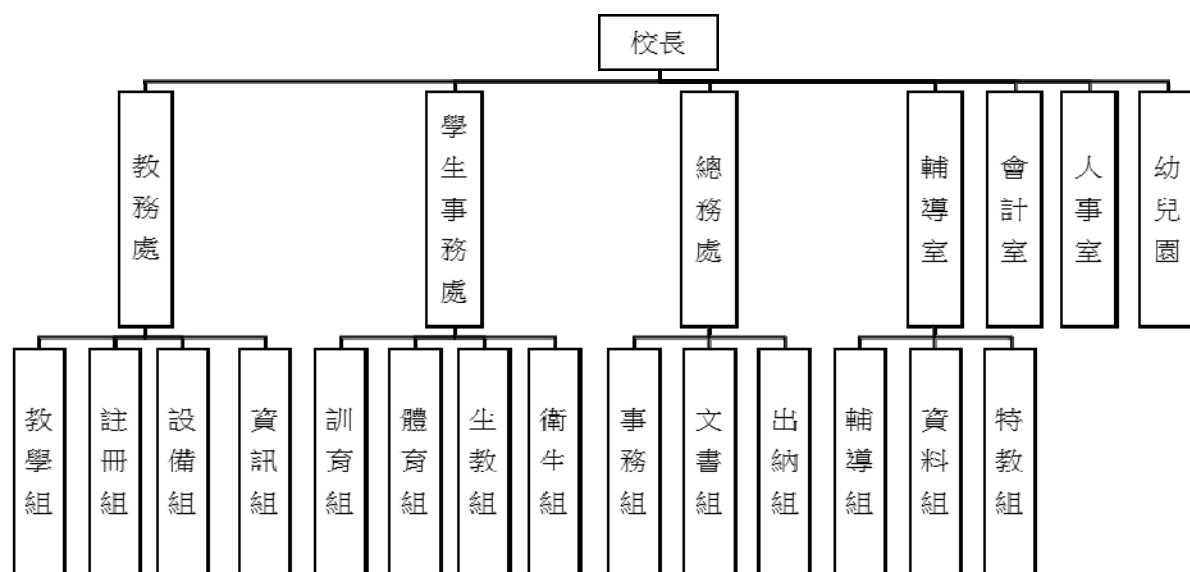 校長
教務處
學生事務處
總務處
輔導室
會計室
人事室
幼兒園
教學組
註冊組
設備組
資訊組
訓育組
體育組
生教組
衛生組
事務組
文書組
出納組
輔導組
資料組
特教組